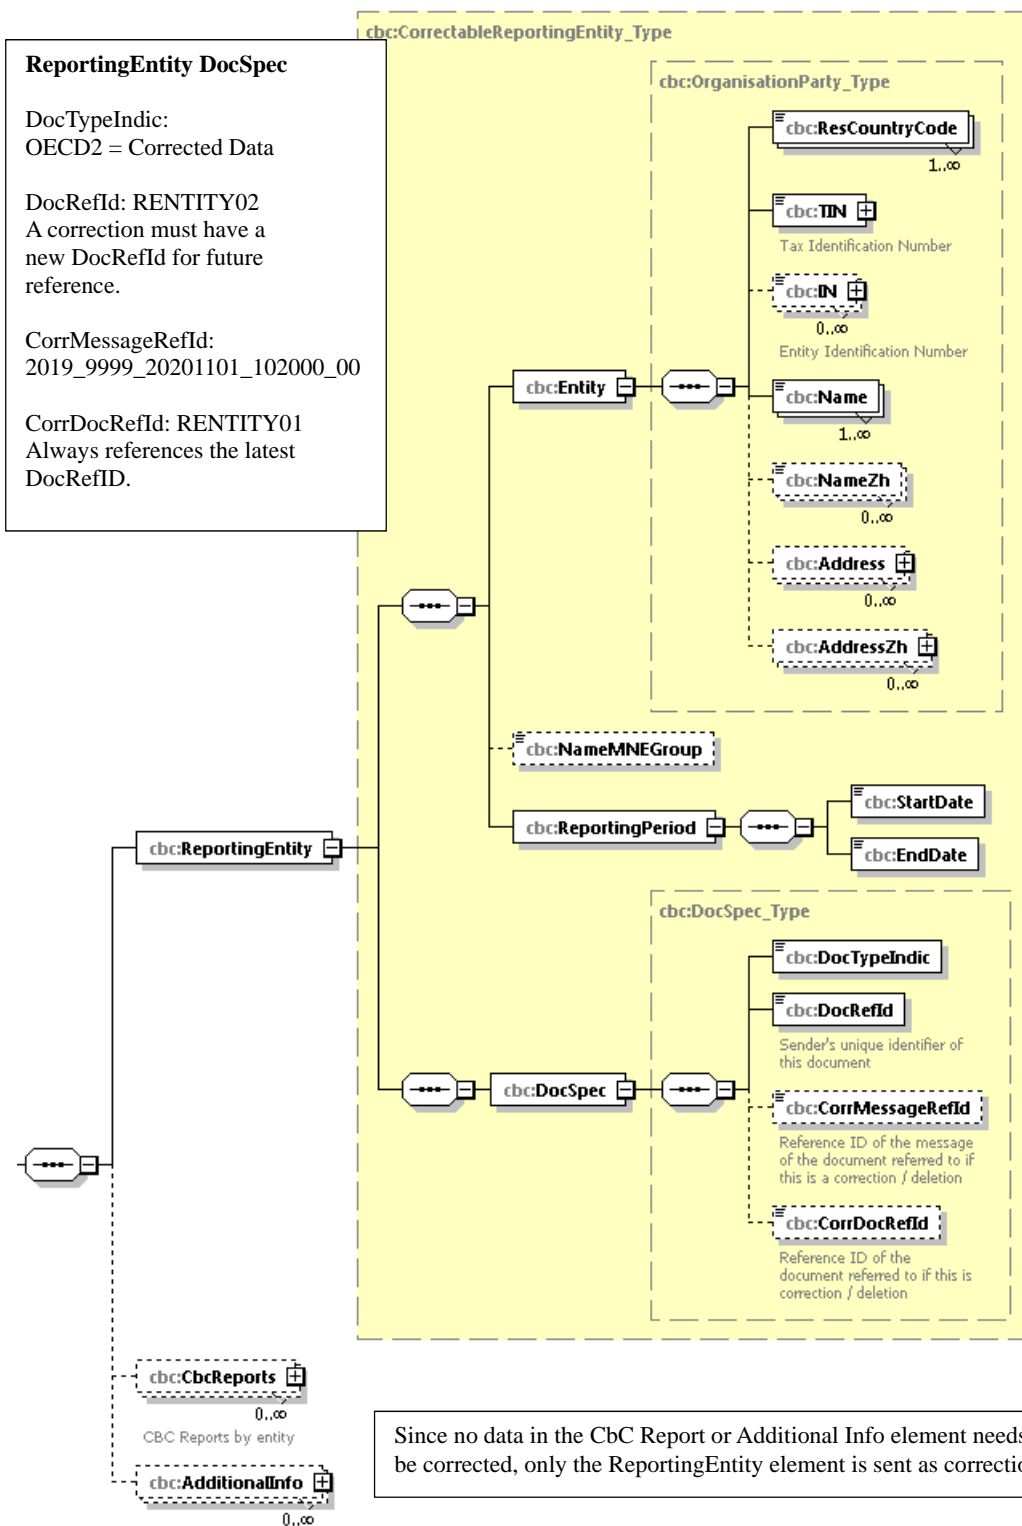 cbc:CorrectableReportingEntity_Type
ReportingEntity DocSpec
DocTypeIndic:
OECD2 = Corrected Data
DocRefId: RENTITY02
A correction must have a
new DocRefId for future
reference.
CorrMessageRefId:
2019_9999_20201101_102000_00
CorrDocRefId: RENTITY01
Always references the latest
DocRefID.
cbc:OrganisationParty_Type
cbc:ResCountryCode
1..∞
cbc:TIN
Tax Identification Number
cbc:IN
0..∞
Entity Identification Number
cbc:Entity
cbc:Name
1..∞
cbc:NameZh
0..∞
cbc:Address
0..∞
cbc:AddressZh
0..∞
cbc:NameMNEGroup
cbc:ReportingPeriod
cbc:StartDate
cbc:EndDate
cbc:ReportingEntity
cbc:DocSpec_Type
cbc:DocTypeIndic
cbc:DocRefId
Sender's unique identifier of
this document
cbc:DocSpec
cbc:CorrMessageRefId
Reference ID of the message
of the document referred to if
this is a correction / deletion
cbc:CorrDocRefId
Reference ID of the
document referred to if this is
correction / deletion
cbc:CbcReports
0..∞
CBC Reports by entity
cbc:AdditionalInfo
0..∞
Since no data in the CbC Report or Additional Info element needs
be corrected, only the ReportingEntity element is sent as correctio